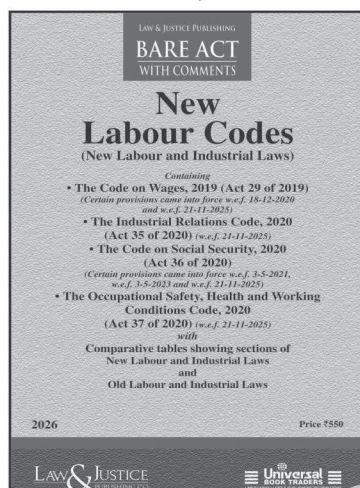 LAW & JUSTICE PUBLISHING
BARE ACT
WITH COMMENTS
New
Labour Codes
(New Labour and Industrial Laws)
Containing
• The Code on Wages, 2019 (Act 29 of 2019)
(Certain provisions came into force w.e.f. 18-12-2020
and w.e.f. 21-11-2025)
• The Industrial Relations Code, 2020
(Act 35 of 2020) (w.e.f. 21-11-2025)
• The Code on Social Security, 2020
(Act 36 of 2020)
(Certain provisions came into force w.e.f. 3-5-2021,
w.e.f. 3-5-2023 and w.e.f. 21-11-2025)
• The Occupational Safety, Health and Working
Conditions Code, 2020
(Act 37 of 2020) (w.e.f. 21-11-2025)
with
Comparative tables showing sections of
New Labour and Industrial Laws
and
Old Labour and Industrial Laws
2026 Price ₹550
LAW & JUSTICE
PUBLISHING CO.
Universal
BOOK TRADERS